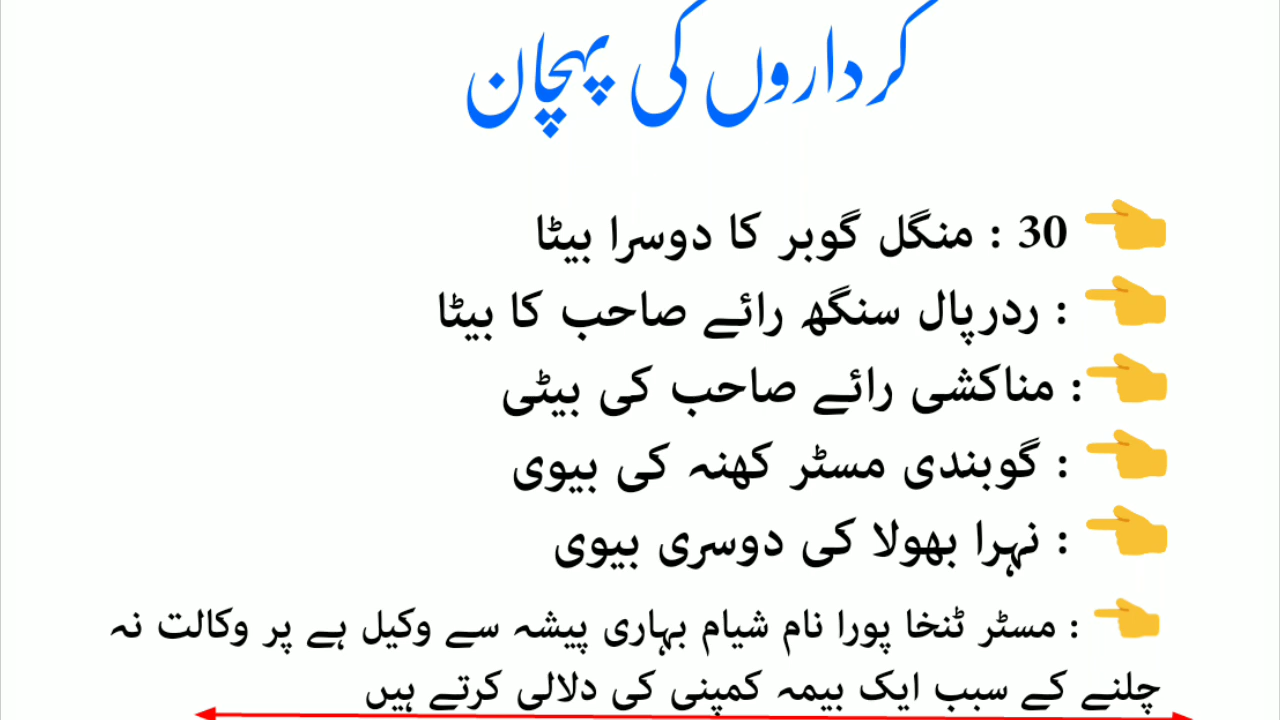 کرداروں کی پہچان
30 : منگل گوبر کا دوسرا بیٹا
: ردرپال سنگھ رائے صاحب کا بیٹا
: مناکشی رائے صاحب کی بیٹی
: گوبندی مسٹر کھنہ کی بیوی
: نہرا بھولا کی دوسری بیوی
: مسٹر ٹنخا پورا نام شیام بہاری پیشہ سے وکیل ہے پر وکالت نہ
چلنے کے سبب ایک بیمہ کمپنی کی دلالی کرتے ہیں